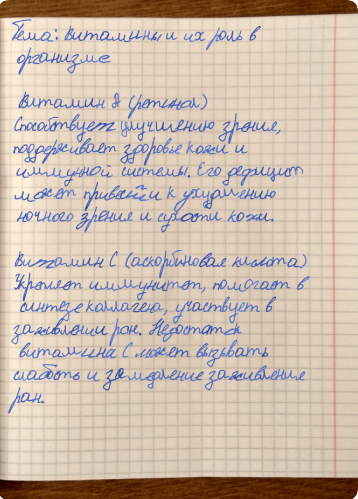 Тема: Витамины и их роль в
организме
Витамин А (ретинол)
Способствует улучшению зрения,
поддерживает здоровье кожи и
иммунной системы. Его дефицит
может привести к ухудшению
ночного зрения и сухости кожи.
Витамин С (аскорбиновая кислота)
Укрепляет иммунитет, помогает в
синтезе коллагена, участвует в
заживлении ран. Недостаток
витамина С может вызывать
слабость и замедление заживления
ран.